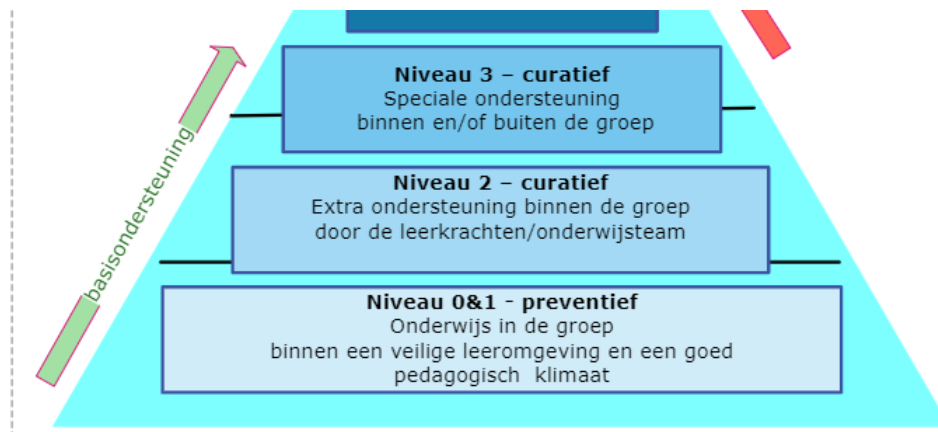 Niveau 3 – curatief
Speciale ondersteuning
binnen en/of buiten de groep
basisondersteuning
Niveau 2 – curatief
Extra ondersteuning binnen de groep
door de leerkrachten/onderwijsteam
Niveau 0&1 - preventief
Onderwijs in de groep
binnen een veilige leeromgeving en een goed
pedagogisch  klimaat